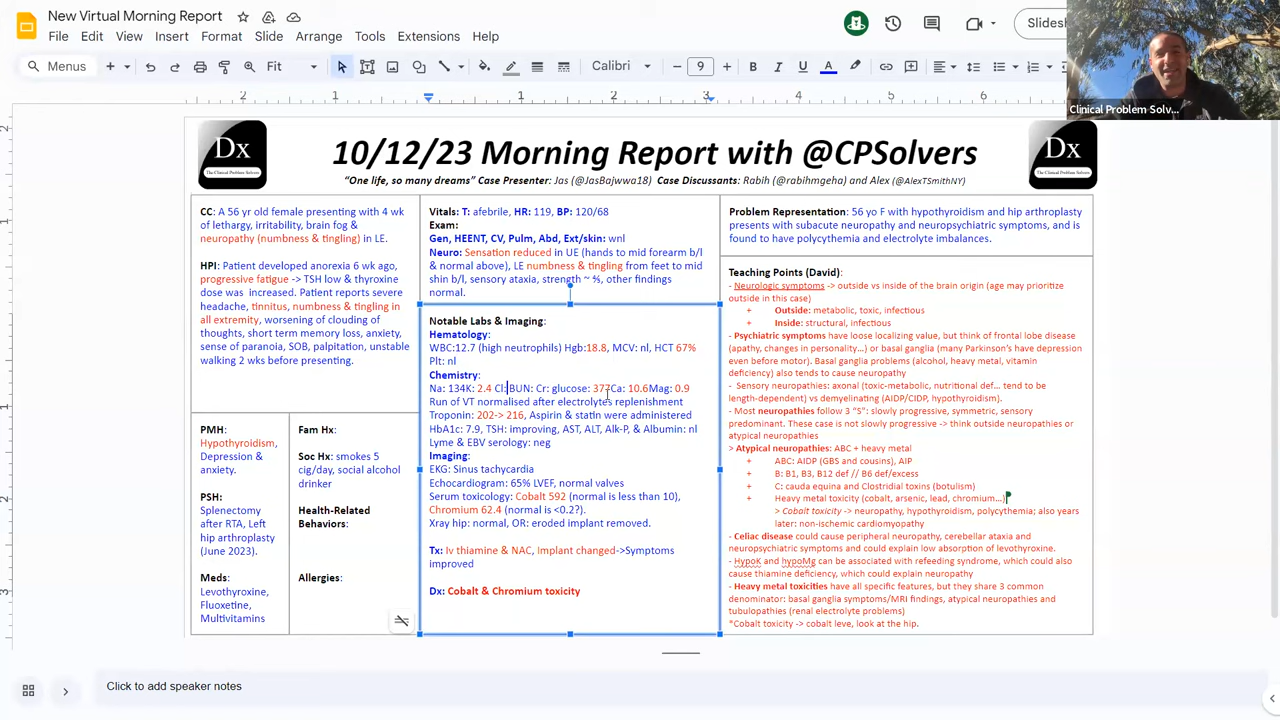 New Virtual Morning Report
File Edit View Insert Format Slide Arrange Tools Extensions Help
Slidesh
Menus
Fit
Calibri
9
Clinical Problem Solv...
2 1 1 2 3 4 5 6
Dx
The Clinical Problem Solvers
10/12/23 Morning Report with @CPSolvers
"One life, so many dreams" Case Presenter: Jas (@JasBajwwa18) Case Discussants: Rabih (@rabihmgeha) and Alex (@AlexTSmithNY)
Dx
The Clinical Problem Solvers
CC: A 56 yr old female presenting with 4 wk
of lethargy, irritability, brain fog &
neuropathy (numbness & tingling) in LE.
HPI: Patient developed anorexia 6 wk ago,
progressive fatigue -> TSH low & thyroxine
dose was increased. Patient reports severe
headache, tinnitus, numbness & tingling in
all extremity, worsening of clouding of
thoughts, short term memory loss, anxiety,
sense of paranoia, SOB, palpitation, unstable
walking 2 wks before presenting.
PMH:
Hypothyroidism,
Depression &
anxiety.
PSH:
Splenectomy
after RTA, Left
hip arthroplasty
(June 2023).
Meds:
Levothyroxine,
Fluoxetine,
Multivitamins
Fam Hx:
Soc Hx: smokes 5
cig/day, social alcohol
drinker
Health-Related
Behaviors:
Allergies:
Vitals: T: afebrile, HR: 119, BP: 120/68
Exam:
Gen, HEENT, CV, Pulm, Abd, Ext/skin: wnl
Neuro: Sensation reduced in UE (hands to mid forearm b/l
& normal above), LE numbness & tingling from feet to mid
shin b/l, sensory ataxia, strength ~ ⅘, other findings
normal.
Notable Labs & Imaging:
Hematology:
WBC:12.7 (high neutrophils) Hgb:18.8, MCV: nl, HCT 67%
Plt: nl
Chemistry:
Na: 134K: 2.4 Cl: BUN: Cr: glucose: 377Ca: 10.6Mag: 0.9
Run of VT normalised after electrolytes replenishment
Troponin: 202-> 216, Aspirin & statin were administered
HbA1c: 7.9, TSH: improving, AST, ALT, Alk-P, & Albumin: nl
Lyme & EBV serology: neg
Imaging:
EKG: Sinus tachycardia
Echocardiogram: 65% LVEF, normal valves
Serum toxicology: Cobalt 592 (normal is less than 10),
Chromium 62.4 (normal is <0.2?).
Xray hip: normal, OR: eroded implant removed.
Tx: Iv thiamine & NAC, Implant changed->Symptoms
improved
Dx: Cobalt & Chromium toxicity
Problem Representation: 56 yo F with hypothyroidism and hip arthroplasty
presents with subacute neuropathy and neuropsychiatric symptoms, and is
found to have polycythemia and electrolyte imbalances.
Teaching Points (David):
- Neurologic symptoms -> outside vs inside of the brain origin (age may prioritize
outside in this case)
+ Outside: metabolic, toxic, infectious
+ Inside: structural, infectious
- Psychiatric symptoms have loose localizing value, but think of frontal lobe disease
(apathy, changes in personality...) or basal ganglia (many Parkinson's have depression
even before motor). Basal ganglia problems (alcohol, heavy metal, vitamin
deficiency) also tends to cause neuropathy
- Sensory neuropathies: axonal (toxic-metabolic, nutritional def... tend to be
length-dependent) vs demyelinating (AIDP/CIDP, hypothyroidism).
- Most neuropathies follow 3 "S": slowly progressive, symmetric, sensory
predominant. These case is not slowly progressive -> think outside neuropathies or
atypical neuropathies
> Atypical neuropathies: ABC + heavy metal
+ ABC: AIDP (GBS and cousins), AIP
+ B: B1, B3, B12 def // B6 def/excess
+ C: cauda equina and Clostridial toxins (botulism)
+ Heavy metal toxicity (cobalt, arsenic, lead, chromium...)
> Cobalt toxicity -> neuropathy, hypothyroidism, polycythemia; also years
later: non-ischemic cardiomyopathy
- Celiac disease could cause peripheral neuropathy, cerebellar ataxia and
neuropsychiatric symptoms and could explain low absorption of levothyroxine.
- HypoK and hypoMg can be associated with refeeding syndrome, which could also
cause thiamine deficiency, which could explain neuropathy
- Heavy metal toxicities have all specific features, but they share 3 common
denominator: basal ganglia symptoms/MRI findings, atypical neuropathies and
tubulopathies (renal electrolyte problems)
*Cobalt toxicity -> cobalt leve, look at the hip.
Click to add speaker notes